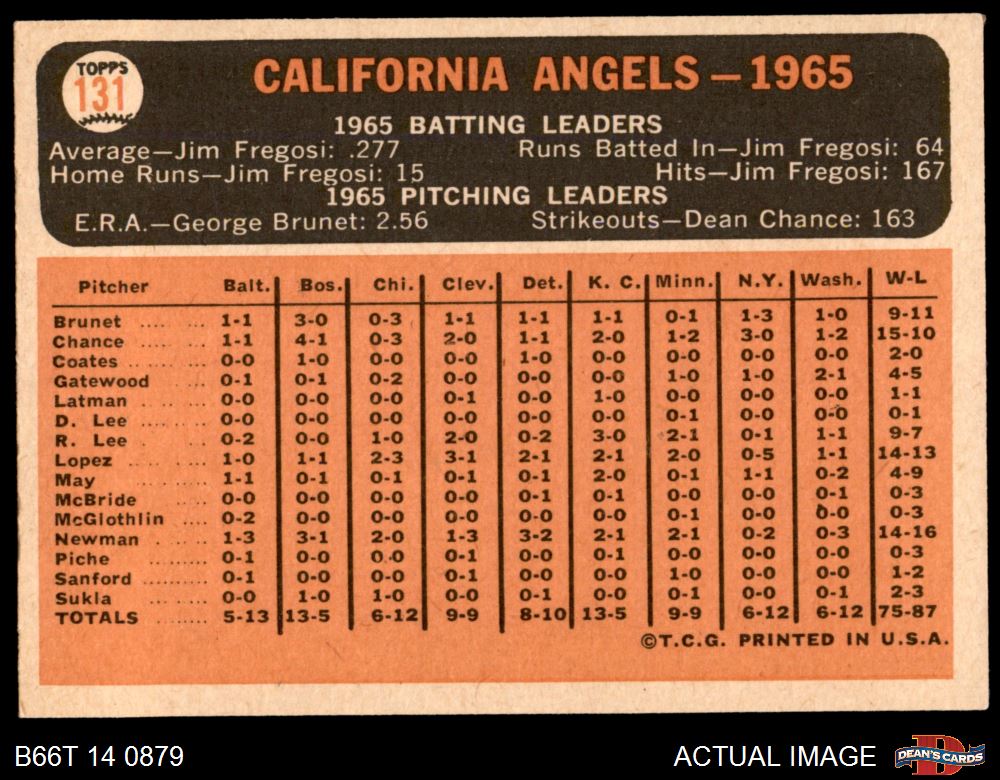 TOPPS
131
CALIFORNIA ANGELS — 1965
1965 BATTING LEADERS
Average—Jim Fregosi: .277 Runs Batted In—Jim Fregosi: 64
Home Runs—Jim Fregosi: 15 Hits—Jim Fregosi: 167
1965 PITCHING LEADERS
E.R.A.—George Brunet: 2.56 Strikeouts—Dean Chance: 163
Pitcher Balt. Bos. Chi. Clev. Det. K. C. Minn. N.Y. Wash. W-L
Brunet 1-1 3-0 0-3 1-1 1-1 1-1 0-1 1-3 1-0 9-11
Chance 1-1 4-1 0-3 2-0 1-1 2-0 1-2 3-0 1-2 15-10
Coates 0-0 1-0 0-0 0-0 1-0 0-0 0-0 0-0 0-0 2-0
Gatewood 0-1 0-1 0-2 0-0 0-0 0-0 1-0 1-0 2-1 4-5
Latman 0-0 0-0 0-0 0-1 0-0 1-0 0-0 0-0 0-0 1-1
D. Lee 0-0 0-0 0-0 0-0 0-0 0-0 0-1 0-0 0-0 0-1
R. Lee 0-2 0-0 1-0 2-0 0-2 3-0 2-1 0-1 1-1 9-7
Lopez 1-0 1-1 2-3 3-1 2-1 2-1 2-0 0-5 1-1 14-13
May 1-1 0-1 0-1 0-1 0-1 2-0 0-1 1-1 0-2 4-9
McBride 0-0 0-0 0-0 0-0 0-1 0-1 0-0 0-0 0-1 0-3
McGlothlin 0-2 0-0 0-0 0-0 0-0 0-0 0-1 0-0 0-0 0-3
Newman 1-3 3-1 2-0 1-3 3-2 2-1 2-1 0-2 0-3 14-16
Piche 0-1 0-0 0-0 0-1 0-0 0-1 0-0 0-0 0-0 0-3
Sanford 0-1 0-0 0-0 0-1 0-0 0-0 1-0 0-0 0-0 1-2
Sukla 0-0 1-0 1-0 0-0 0-1 0-1 0-0 0-0 0-1 2-3
TOTALS 5-13 13-5 6-12 9-9 8-10 13-5 9-9 6-12 6-12 75-87
©T.C.G. PRINTED IN U.S.A.
B66T 14 0879 ACTUAL IMAGE DEAN'S CARDS